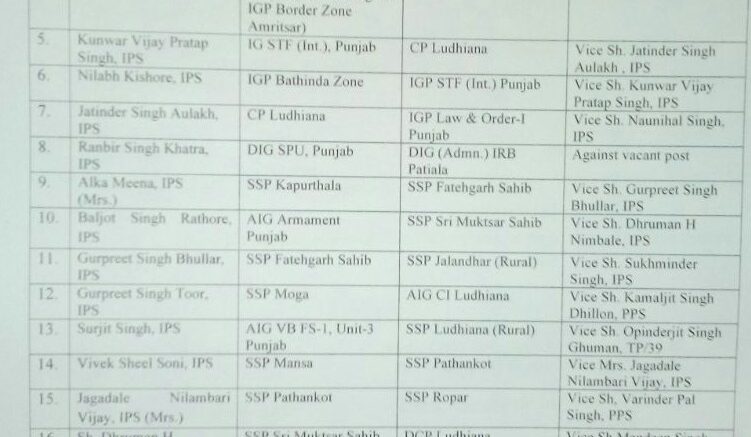 IGP Border Zone
Amritsar)
5. Kunwar Vijay Pratap IG STF (Int.), Punjab CP Ludhiana Vice Sh. Jatinder Singh
Singh, IPS Aulakh , IPS
6. Nilabh Kishore, IPS IGP Bathinda Zone IGP STF (Int.) Punjab Vice Sh. Kunwar Vijay
Pratap Singh, IPS
7. Jatinder Singh Aulakh, CP Ludhiana IGP Law & Order-I Vice Sh. Naunihal Singh,
IPS Punjab IPS
8. Ranbir Singh Khatra, DIG SPU, Punjab DIG (Admn.) IRB Against vacant post
IPS Patiala
9. Alka Meena, IPS SSP Kapurthala SSP Fatehgarh Sahib Vice Sh. Gurpreet Singh
(Mrs.) Bhullar, IPS
10. Baljot Singh Rathore, AIG Armament SSP Sri Muktsar Sahib Vice Sh. Dhruman H
IPS Punjab Nimbale, IPS
11. Gurpreet Singh Bhullar, SSP Fatehgarh Sahib SSP Jalandhar (Rural) Vice Sh. Sukhminder
IPS Singh, IPS
12. Gurpreet Singh Toor, SSP Moga AIG CI Ludhiana Vice Sh. Kamaljit Singh
IPS Dhillon, PPS
13. Surjit Singh, IPS AIG VB FS-1, Unit-3 SSP Ludhiana (Rural) Vice Sh. Opinderjit Singh
Punjab Ghuman, TP/39
14. Vivek Sheel Soni, IPS SSP Mansa SSP Pathankot Vice Mrs. Jagadale
Nilambari Vijay, IPS
15. Jagadale Nilambari SSP Pathankot SSP Ropar Vice Sh. Varinder Pal
Vijay, IPS (Mrs.) Singh, PPS
16. Sh. Dhruman H SSP Sri Muktsar Sahib DCP Ludhiana Vice Sh